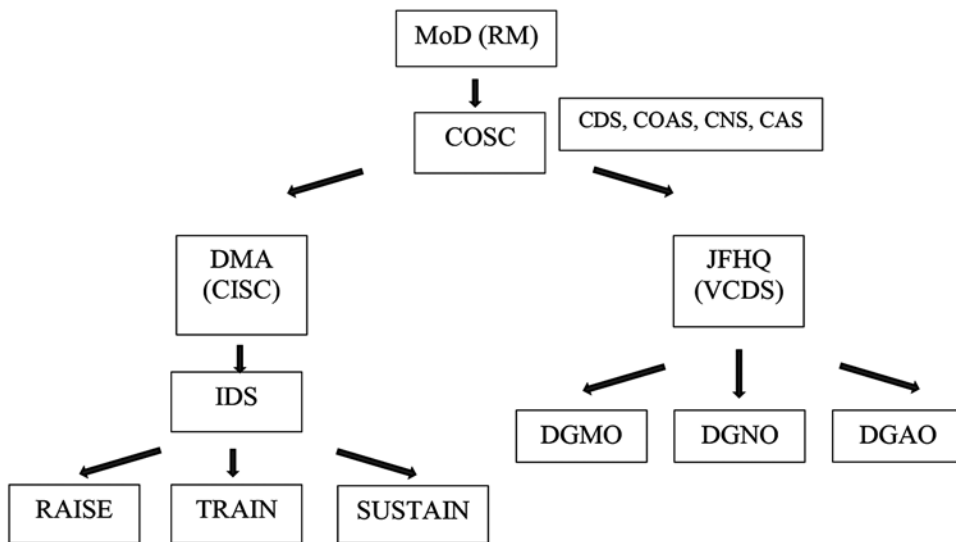 MoD (RM)
COSC
CDS, COAS, CNS, CAS
DMA
(CISC)
JFHQ
(VCDS)
IDS
DGMO
DGNO
DGAO
RAISE
TRAIN
SUSTAIN